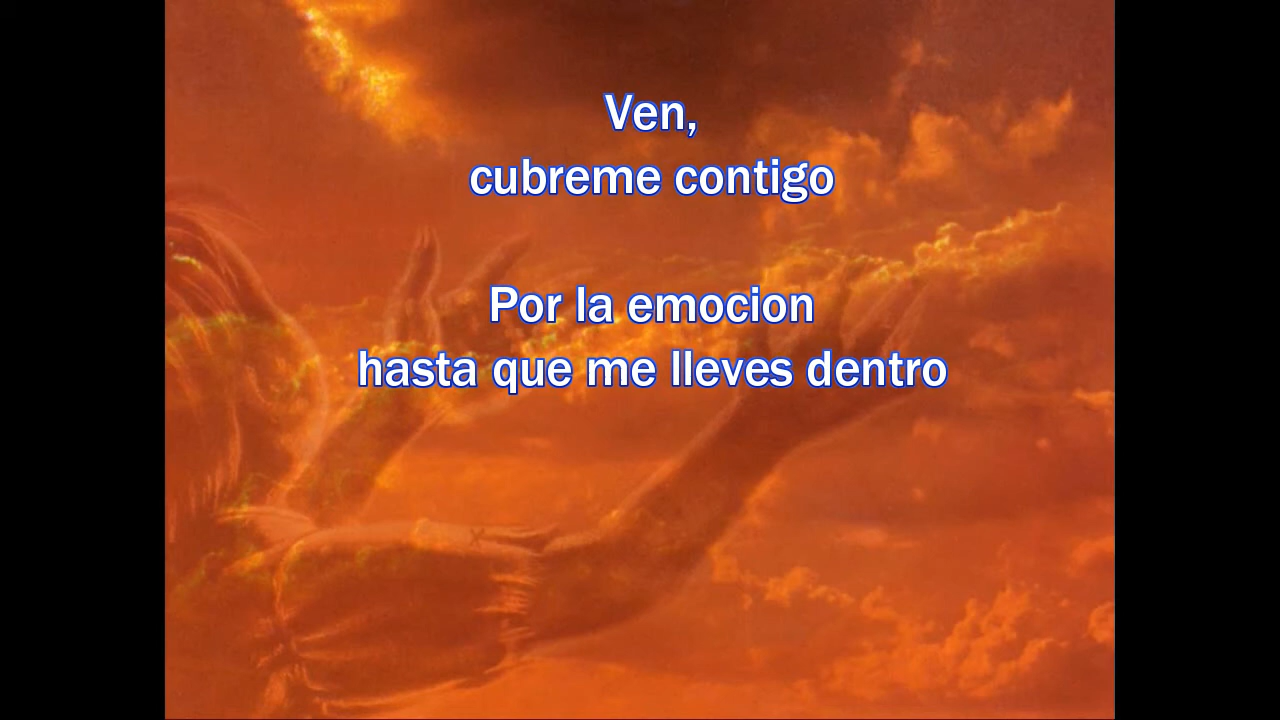 Ven,
cubreme contigo
Por la emocion
hasta que me lleves dentro